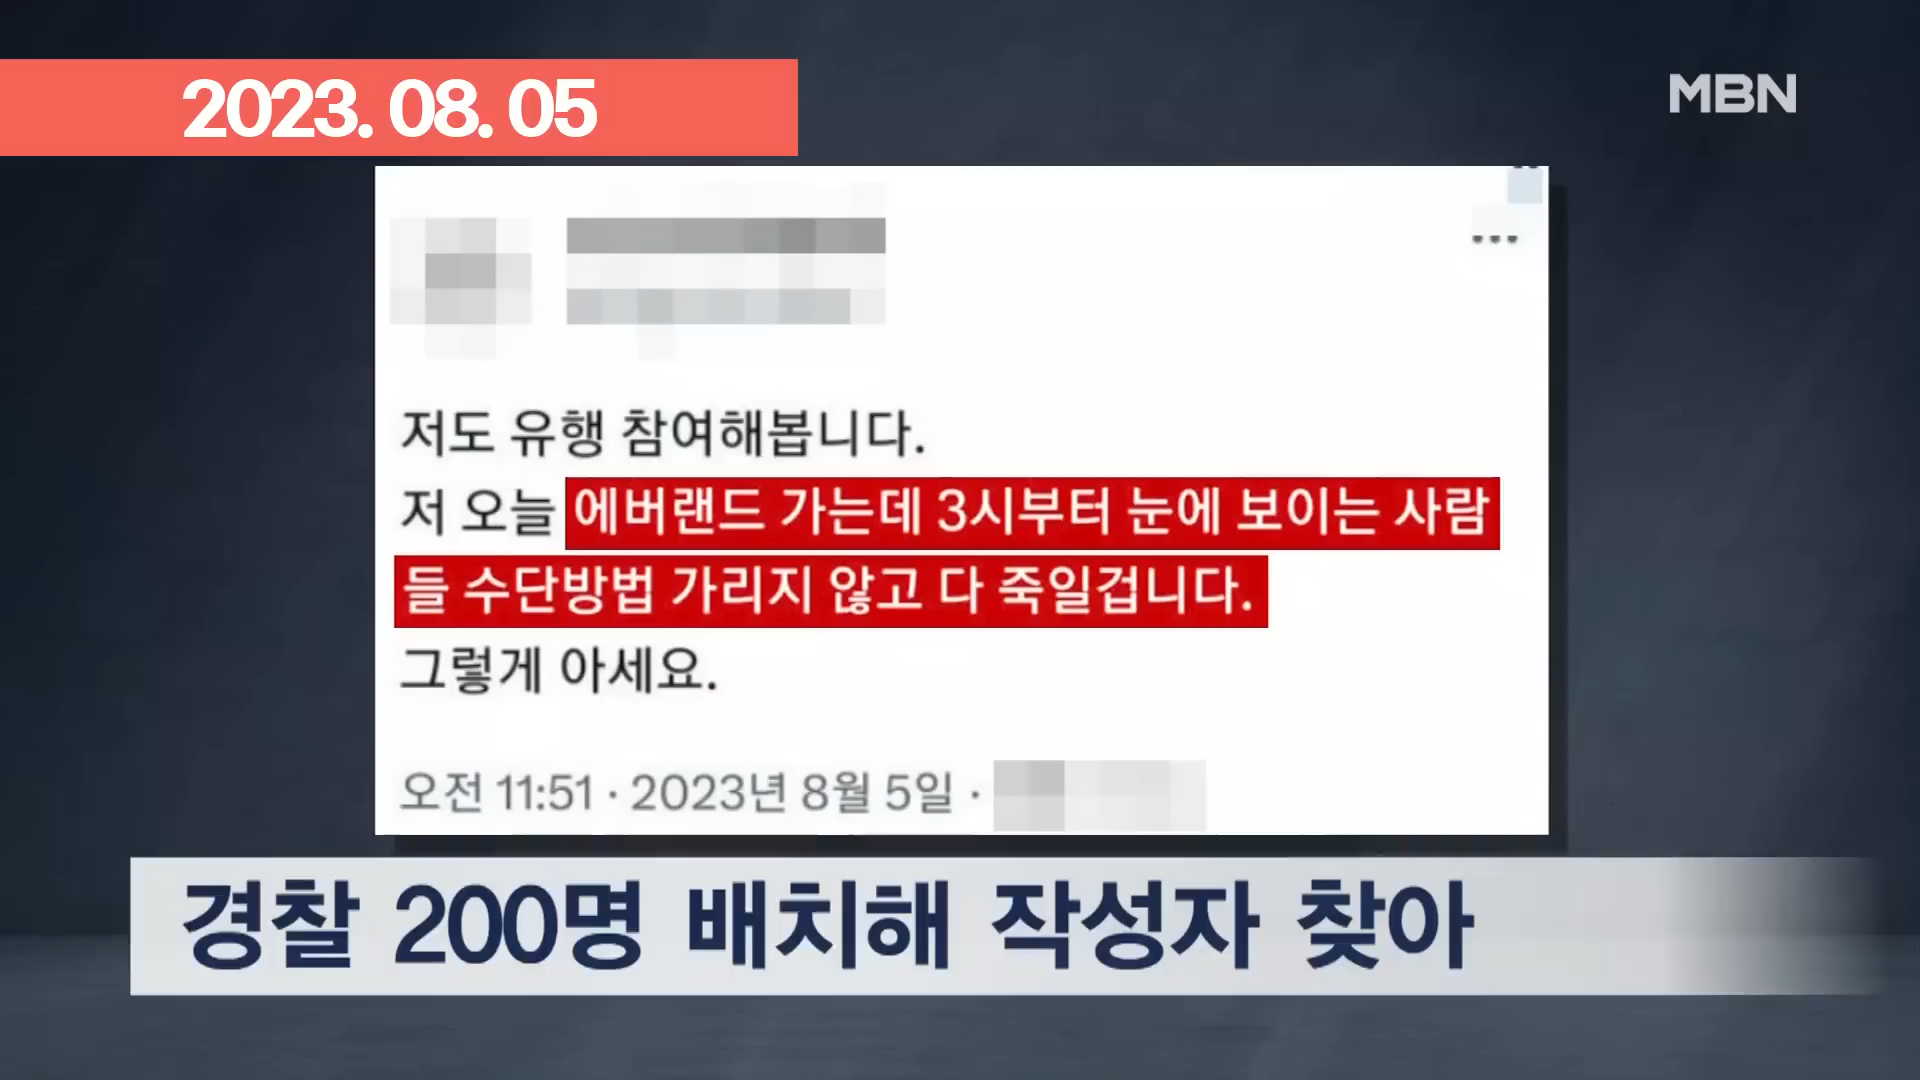 2023. 08. 05
MBN
저도 유행 참여해봅니다.
저 오늘 에버랜드 가는데 3시부터 눈에 보이는 사람
들 수단방법 가리지 않고 다 죽일겁니다.
그렇게 아세요.
오전 11:51 · 2023년 8월 5일 ·
경찰 200명 배치해 작성자 찾아